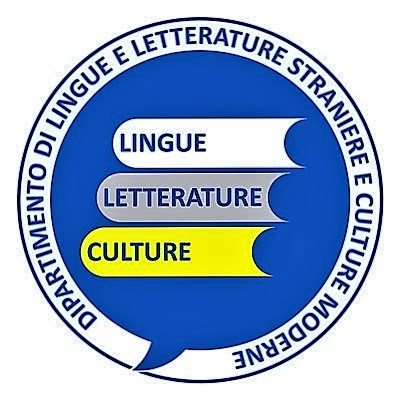 DIPARTIMENTO DI LINGUE E LETTERATURE STRANIERE E CULTURE MODERNE
LINGUE
LETTERATURE
CULTURE